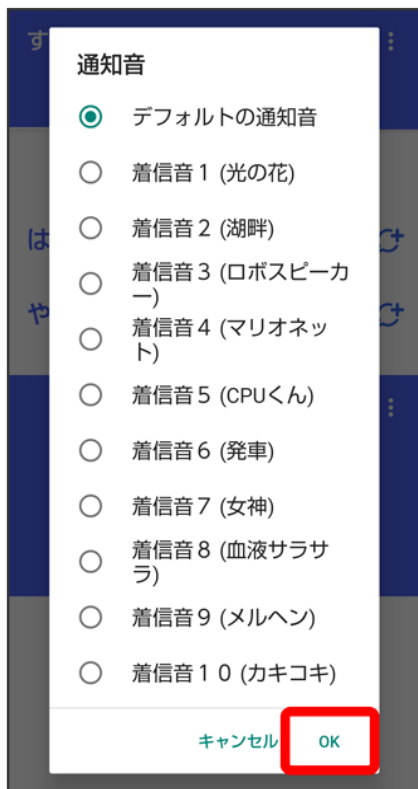 す
通知音
デフォルトの通知音
着信音１ (光の花)
は
着信音２ (湖畔)
着信音３ (ロボスピーカ
ー)
や
着信音４ (マリオネッ
ト)
着信音５ (CPUくん)
着信音６ (発車)
着信音７ (女神)
着信音８ (血液サラサ
ラ)
着信音９ (メルヘン)
着信音１０ (カキコキ)
キャンセル OK